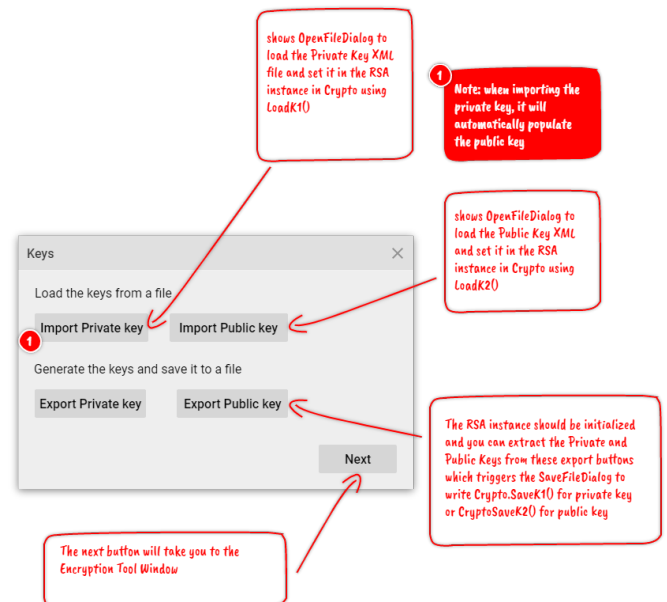 shows OpenFileDialog to
load the Private Key XML
file and set it in the RSA
instance in Crypto using
LoadK1()
1
Note: when importing the
private key, it will
automatically populate
the public key
shows OpenFileDialog to
load the Public Key XML
and set it in the RSA
instance in Crypto using
LoadK2()
Keys
Load the keys from a file
Import Private key
Import Public key
1
Generate the keys and save it to a file
Export Private key
Export Public key
Next
The RSA instance should be initialized
and you can extract the Private and
Public Keys from these export buttons
which triggers the SaveFileDialog to
write Crypto.SaveK1() for private key
or CryptoSaveK2() for public key
The next button will take you to the
Encryption Tool Window